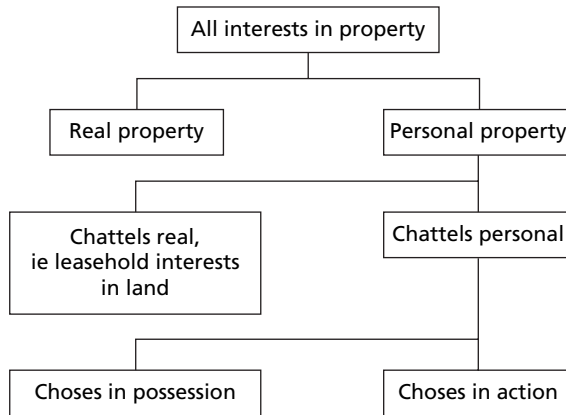 All interests in property
Real property
Personal property
Chattels real,
ie leasehold interests
in land
Chattels personal
Choses in possession
Choses in action